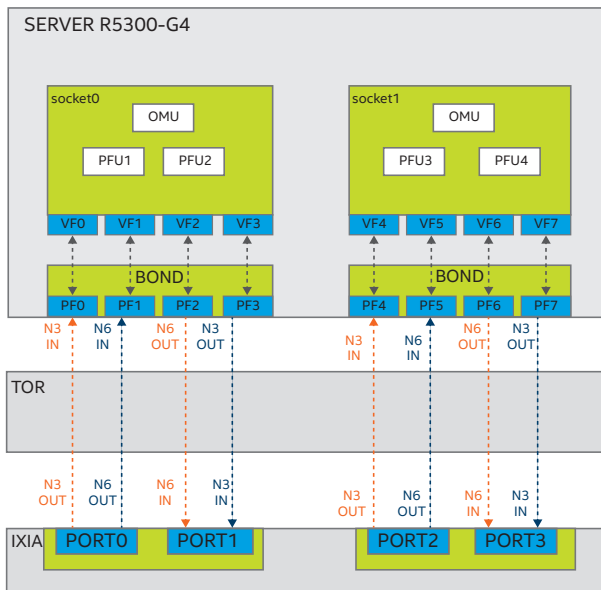 SERVER R5300-G4
socket0
socket1
OMU
OMU
PFU1
PFU2
PFU3
PFU4
VF0
VF1
VF2
VF3
VF4
VF5
VF6
VF7
BOND
BOND
PF0
PF1
PF2
PF3
PF4
PF5
PF6
PF7
N3
IN
N6
IN
N6
OUT
N3
OUT
N3
IN
N6
IN
N6
OUT
N3
OUT
TOR
N3
OUT
N6
OUT
N6
IN
N3
IN
N3
OUT
N6
OUT
N6
IN
N3
IN
IXIA
PORT0
PORT1
PORT2
PORT3